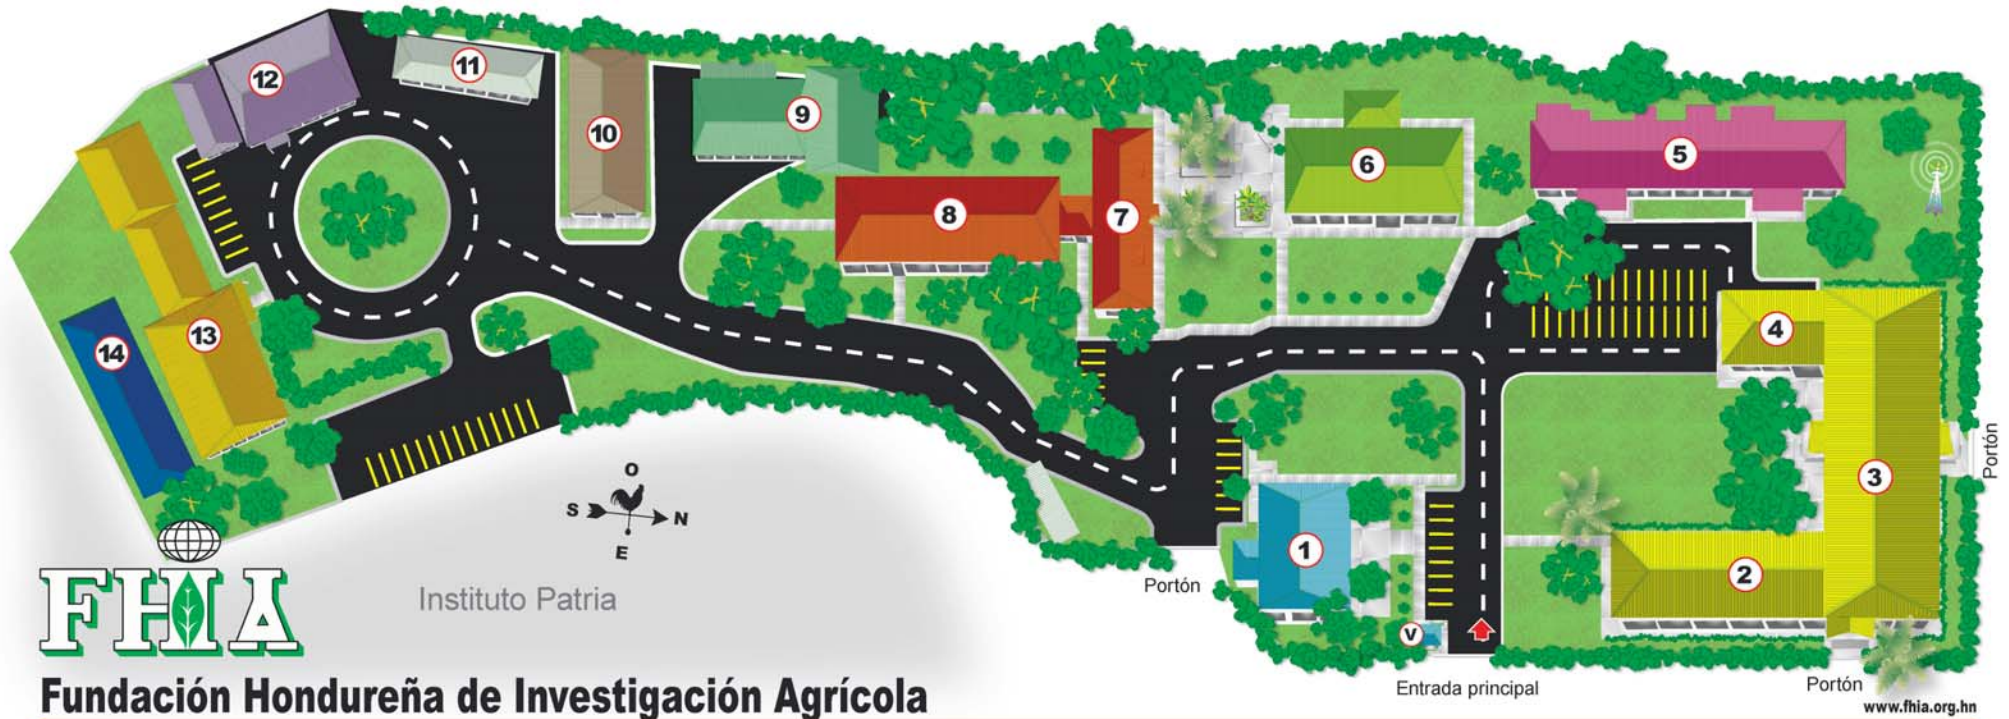 12
11
10
9
8
7
6
5
4
3
2
1
13
14
V
O
S
N
E
Instituto Patria
Portón
Portón
Entrada principal
Portón
FHIA
Fundación Hondureña de Investigación Agrícola
www.fhia.org.hn